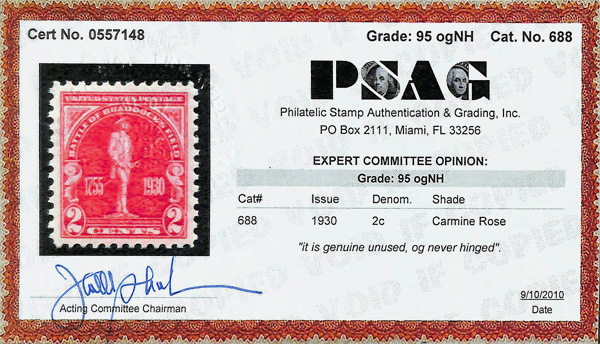 Cert No. 0557148
Grade: 95 ogNH Cat. No. 688
PSAG
Philatelic Stamp Authentication & Grading, Inc.
PO Box 2111, Miami, FL 33256
UNITED STATES POSTAGE
BATTLE OF BRADDOCK'S FIELD
1755 1930
2 CENTS 2
EXPERT COMMITTEE OPINION:
Grade: 95 ogNH
Cat# Issue Denom. Shade
688 1930 2c Carmine Rose
"it is genuine unused, og never hinged".
Acting Committee Chairman
9/10/2010
Date
VOID IF COPIED